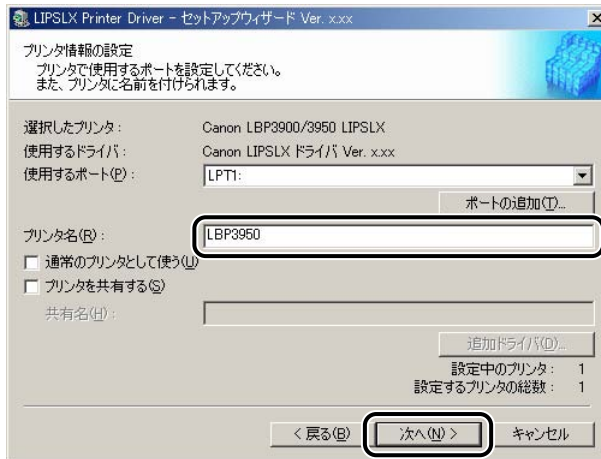 LIPSLX Printer Driver - セットアップウィザード Ver. x.xx
プリンタ情報の設定
プリンタで使用するポートを設定してください。
また、プリンタに名前を付けられます。
選択したプリンタ： Canon LBP3900/3950 LIPSLX
使用するドライバ： Canon LIPSLX ドライバ Ver. x.xx
使用するポート(P)： LPT1:
ポートの追加(T)...
プリンタ名(R)： LBP3950
通常のプリンタとして使う(U)
プリンタを共有する(S)
共有名(H)：
追加ドライバ(D)...
設定中のプリンタ： 1
設定するプリンタの総数： 1
< 戻る(B) 次へ(N) > キャンセル